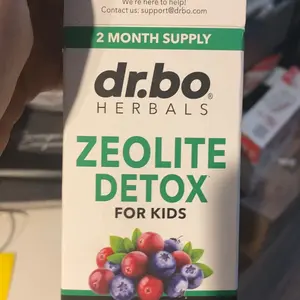 We're here to help!
Contact us: support@drbo.com
2 MONTH SUPPLY
dr.bo®
HERBALS
ZEOLITE
DETOX
FOR KIDS